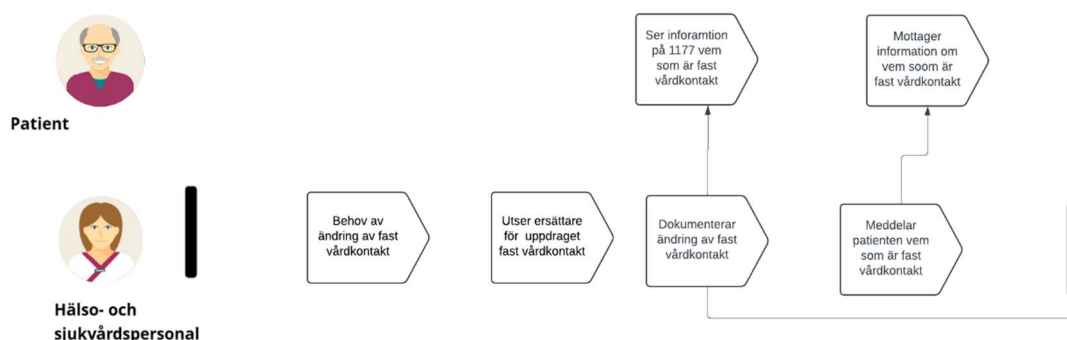 Ser inforamtion
på 1177 vem
som är fast
vårdkontakt
Mottager
information om
vem soom är
fast vårdkontakt
Patient
Behov av
ändring av fast
vårdkontakt
Utser ersättare
för uppdraget
fast vårdkontakt
Dokumenterar
ändring av fast
vårdkontakt
Meddelar
patienten vem
som är fast
vårdkontakt
Hälso- och
sjukvårdspersonal